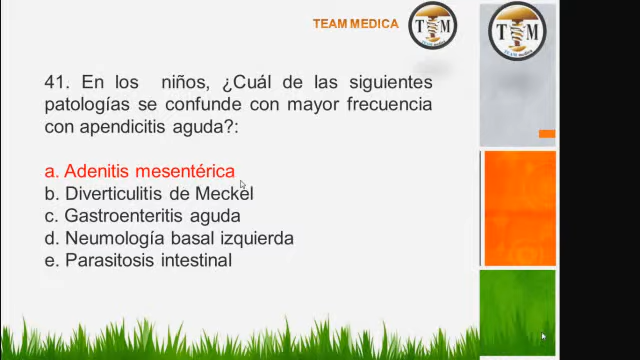 TEAM MEDICA
T M
T M
41. En los niños, ¿Cuál de las siguientes
patologías se confunde con mayor frecuencia
con apendicitis aguda?:
a. Adenitis mesentérica
b. Diverticulitis de Meckel
c. Gastroenteritis aguda
d. Neumología basal izquierda
e. Parasitosis intestinal